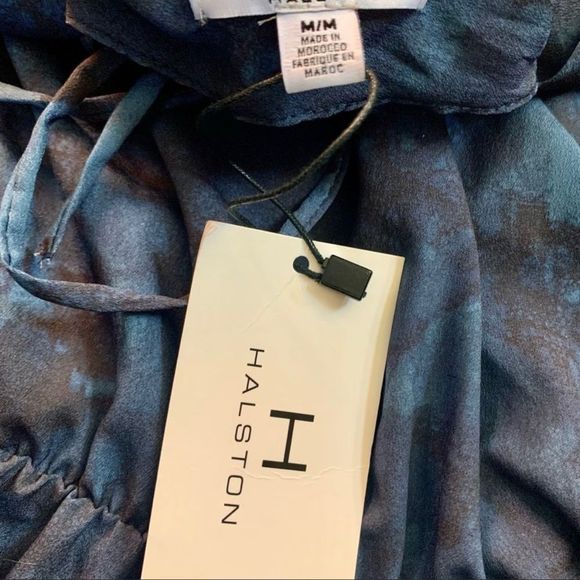 M/M
MADE IN
MOROCCO
FABRIQUE EN
MAROC
H
HALSTON